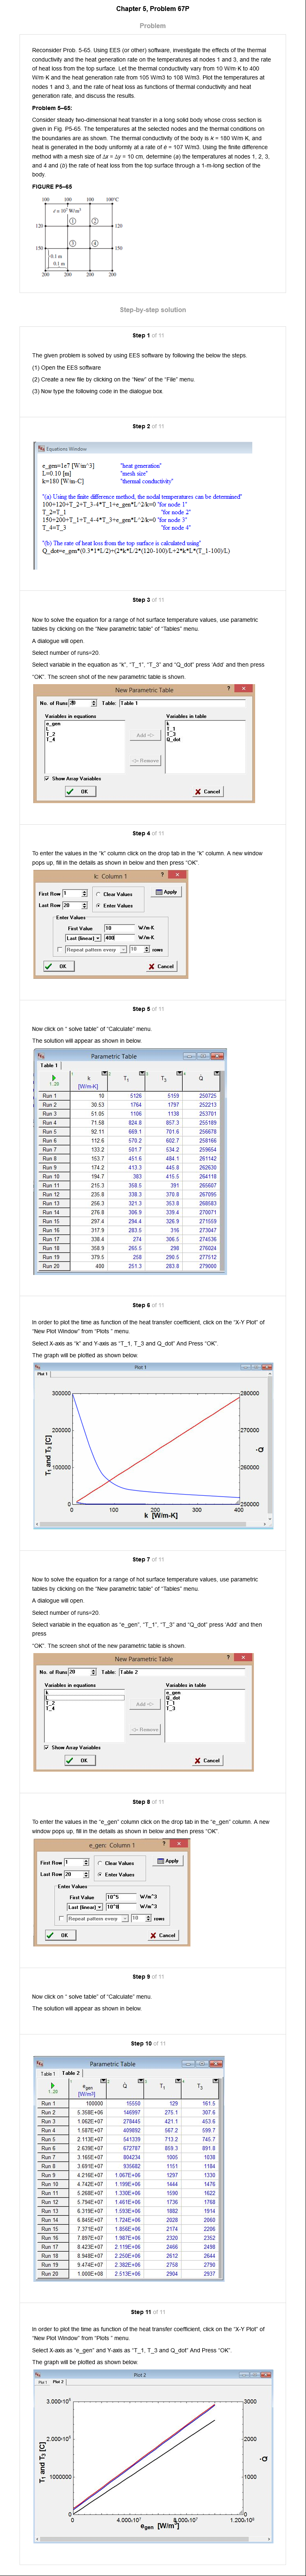 Chapter 5, Problem 67P
Problem
Reconsider Prob. 5-65. Using EES (or other) software, investigate the effects of the thermal
conductivity and the heat generation rate on the temperatures at nodes 1 and 3, and the rate
of heat loss from the top surface. Let the thermal conductivity vary from 10 W/m·K to 400
W/m·K and the heat generation rate from 105 W/m3 to 108 W/m3. Plot the temperatures at
nodes 1 and 3, and the rate of heat loss as functions of thermal conductivity and heat
generation rate, and discuss the results.
Problem 5–65:
Consider steady two-dimensional heat transfer in a long solid body whose cross section is
given in Fig. P5-65. The temperatures at the selected nodes and the thermal conditions on
the boundaries are as shown. The thermal conductivity of the body is k = 180 W/m·K, and
heat is generated in the body uniformly at a rate of ė = 107 W/m3. Using the finite difference
method with a mesh size of Δx = Δy = 10 cm, determine (a) the temperatures at nodes 1, 2, 3,
and 4 and (b) the rate of heat loss from the top surface through a 1-m-long section of the
body.
FIGURE P5–65
100 100 100 100°C
ė = 10⁷ W/m³
① ②
120 120
③ ④
150 150
0.1 m
0.1 m
200 200 200 200
Step-by-step solution
Step 1 of 11
The given problem is solved by using EES software by following below the steps.
(1) Open the EES software
(2) Create a new file by clicking on the "New" of the "File" menu.
(3) Now type the following code in the dialogue box.
Step 2 of 11
Equations Window
e_gen=1e7 [W/m^3] "heat generation"
L=0.10 [m] "mesh size"
k=180 [W/m-C] "thermal conductivity"
"(a) Using the finite difference method, the nodal temperatures can be determined"
100+120+T_2+T_3-4*T_1+e_gen*L^2/k=0 "for node 1"
T_2=T_1 "for node 2"
150+200+T_1+T_4-4*T_3+e_gen*L^2/k=0 "for node 3"
T_4=T_3 "for node 4"
"(b) The rate of heat loss from the top surface is calculated using"
Q_dot=e_gen*(0.3*1*L/2)+(2*k*L/2*(120-100)/L+2*k*L*(T_1-100)/L)
Step 3 of 11
Now to solve the equation for a range of hot surface temperature values, use parametric
tables by clicking on the "New parametric table" of "Tables" menu.
A dialogue will open.
Select number of runs=20.
Select variable in the equation as "k", "T_1", "T_3" and "Q_dot" press 'Add' and then press
"OK". The screen shot of the new parametric table is shown.
New Parametric Table ? x
No. of Runs 20 Table: Table 1
Variables in equations Variables in table
e_gen k
L T_1
T_2 T_3
T_4 Q_dot
Add
Remove
Show Array Variables
OK Cancel
Step 4 of 11
To enter the values in the "k" column click on the drop tab in the "k" column. A new window
pops up, fill in the details as shown in below and then press "OK".
k: Column 1 ? x
First Row 1 Clear Values Apply
Last Row 20 Enter Values
Enter Values
First Value 10 W/m-K
Last (linear) 400 W/m-K
Repeat pattern every 10 rows
OK Cancel
Step 5 of 11
Now click on " solve table" of "Calculate" menu.
The solution will appear as shown in below.
Parametric Table
Table 1
1..20 k [W/m-K] T1 T3 Q̇
Run 1 10 5126 5159 250725
Run 2 30.53 1764 1797 252213
Run 3 51.05 1106 1138 253701
Run 4 71.58 824.8 857.3 255189
Run 5 92.11 669.1 701.6 256678
Run 6 112.6 570.2 602.7 258166
Run 7 133.2 501.7 534.2 259654
Run 8 153.7 451.6 484.1 261142
Run 9 174.2 413.3 445.8 262630
Run 10 194.7 383 415.5 264118
Run 11 215.3 358.5 391 265607
Run 12 235.8 338.3 370.8 267095
Run 13 256.3 321.3 353.8 268583
Run 14 276.8 306.9 339.4 270071
Run 15 297.4 294.4 326.9 271559
Run 16 317.9 283.5 316 273047
Run 17 338.4 274 306.5 274536
Run 18 358.9 265.5 298 276024
Run 19 379.5 258 290.5 277512
Run 20 400 251.3 283.8 279000
Step 6 of 11
In order to plot the time as function of the heat transfer coefficient, click on the "X-Y Plot" of
"New Plot Window" from "Plots " menu.
Select X-axis as "k" and Y-axis as "T_1, T_3 and Q_dot" And Press "OK".
The graph will be plotted as shown below.
Plot 1
Plot 1
300000 280000
200000 270000
100000 260000
0 250000
0 100 200 300 400
T1 and T3 [C]
Q̇
k [W/m-K]
Step 7 of 11
Now to solve the equation for a range of hot surface temperature values, use parametric
tables by clicking on the "New parametric table" of "Tables" menu.
A dialogue will open.
Select number of runs=20.
Select variable in the equation as "e_gen", "T_1", "T_3" and "Q_dot" press 'Add' and then
press
"OK". The screen shot of the new parametric table is shown.
New Parametric Table ? x
No. of Runs 20 Table: Table 2
Variables in equations Variables in table
k e_gen
L Q_dot
T_2 T_1
T_4 T_3
Add
Remove
Show Array Variables
OK Cancel
Step 8 of 11
To enter the values in the "e_gen" column click on the drop tab in the "e_gen" column. A new
window pops up, fill in the details as shown in below and then press "OK".
e_gen: Column 1 ? x
First Row 1 Clear Values Apply
Last Row 20 Enter Values
Enter Values
First Value 10^5 W/m^3
Last (linear) 10^8 W/m^3
Repeat pattern every 10 rows
OK Cancel
Step 9 of 11
Now click on " solve table" of "Calculate" menu.
The solution will appear as shown in below.
Step 10 of 11
Parametric Table
Table 1 Table 2
1..20 egen [W/m³] Q̇ T1 T3
Run 1 100000 15550 129 161.5
Run 2 5.358E+06 146997 275.1 307.6
Run 3 1.062E+07 278445 421.1 453.6
Run 4 1.587E+07 409892 567.2 599.7
Run 5 2.113E+07 541339 713.2 745.7
Run 6 2.639E+07 672787 859.3 891.8
Run 7 3.165E+07 804234 1005 1038
Run 8 3.691E+07 935682 1151 1184
Run 9 4.216E+07 1.067E+06 1297 1330
Run 10 4.742E+07 1.199E+06 1444 1476
Run 11 5.268E+07 1.330E+06 1590 1622
Run 12 5.794E+07 1.461E+06 1736 1768
Run 13 6.319E+07 1.593E+06 1882 1914
Run 14 6.845E+07 1.724E+06 2028 2060
Run 15 7.371E+07 1.856E+06 2174 2206
Run 16 7.897E+07 1.987E+06 2320 2352
Run 17 8.423E+07 2.119E+06 2466 2498
Run 18 8.948E+07 2.250E+06 2612 2644
Run 19 9.474E+07 2.382E+06 2758 2790
Run 20 1.000E+08 2.513E+06 2904 2937
Step 11 of 11
In order to plot the time as function of the heat transfer coefficient, click on the "X-Y Plot" of
"New Plot Window" from "Plots " menu.
Select X-axis as "e_gen" and Y-axis as "T_1, T_3 and Q_dot" And Press "OK".
The graph will be plotted as shown below.
Plot 2
Plot 1 Plot 2
3.000×10⁶ 3000
2.000×10⁶ 2000
1000000 1000
0 0
0 4.000×10⁷ 8.000×10⁷ 1.200×10⁸
T1 and T3 [C]
Q̇
egen [W/m³]